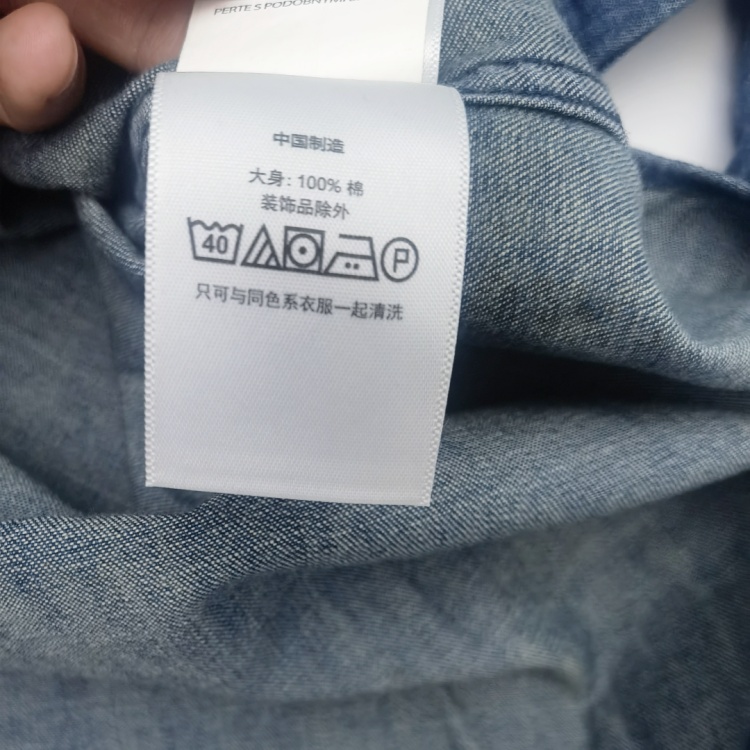 PERTE S PODOBNÝMI
中国制造
大身: 100% 棉
装饰品除外
40 P
只可与同色系衣服一起清洗